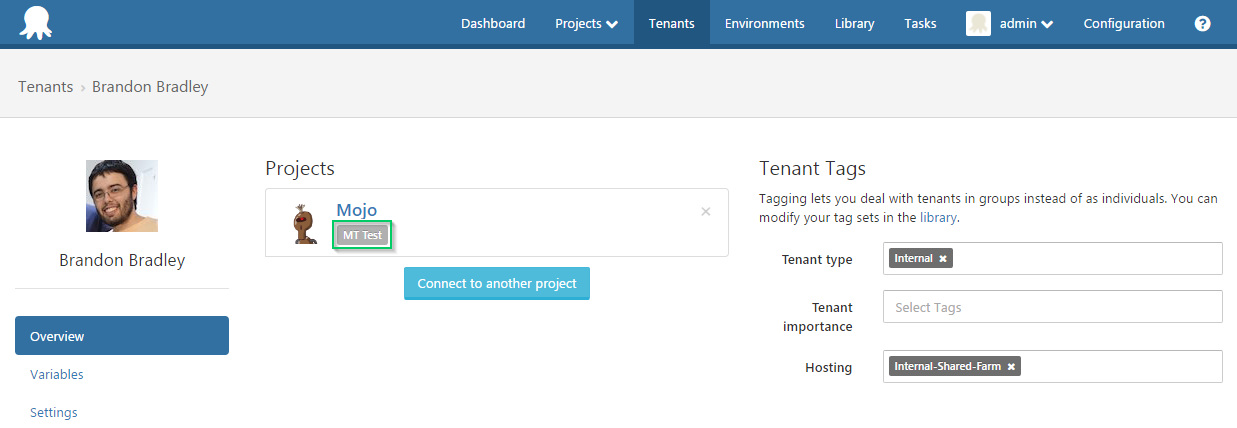 Dashboard Projects Tenants Environments Library Tasks admin Configuration ?
Tenants › Brandon Bradley
Brandon Bradley
Overview
Variables
Settings
Projects
Mojo
MT Test
Connect to another project
Tenant Tags
Tagging lets you deal with tenants in groups instead of as individuals. You can
modify your tag sets in the library.
Tenant type Internal ×
Tenant Select Tags
importance
Hosting Internal-Shared-Farm ×